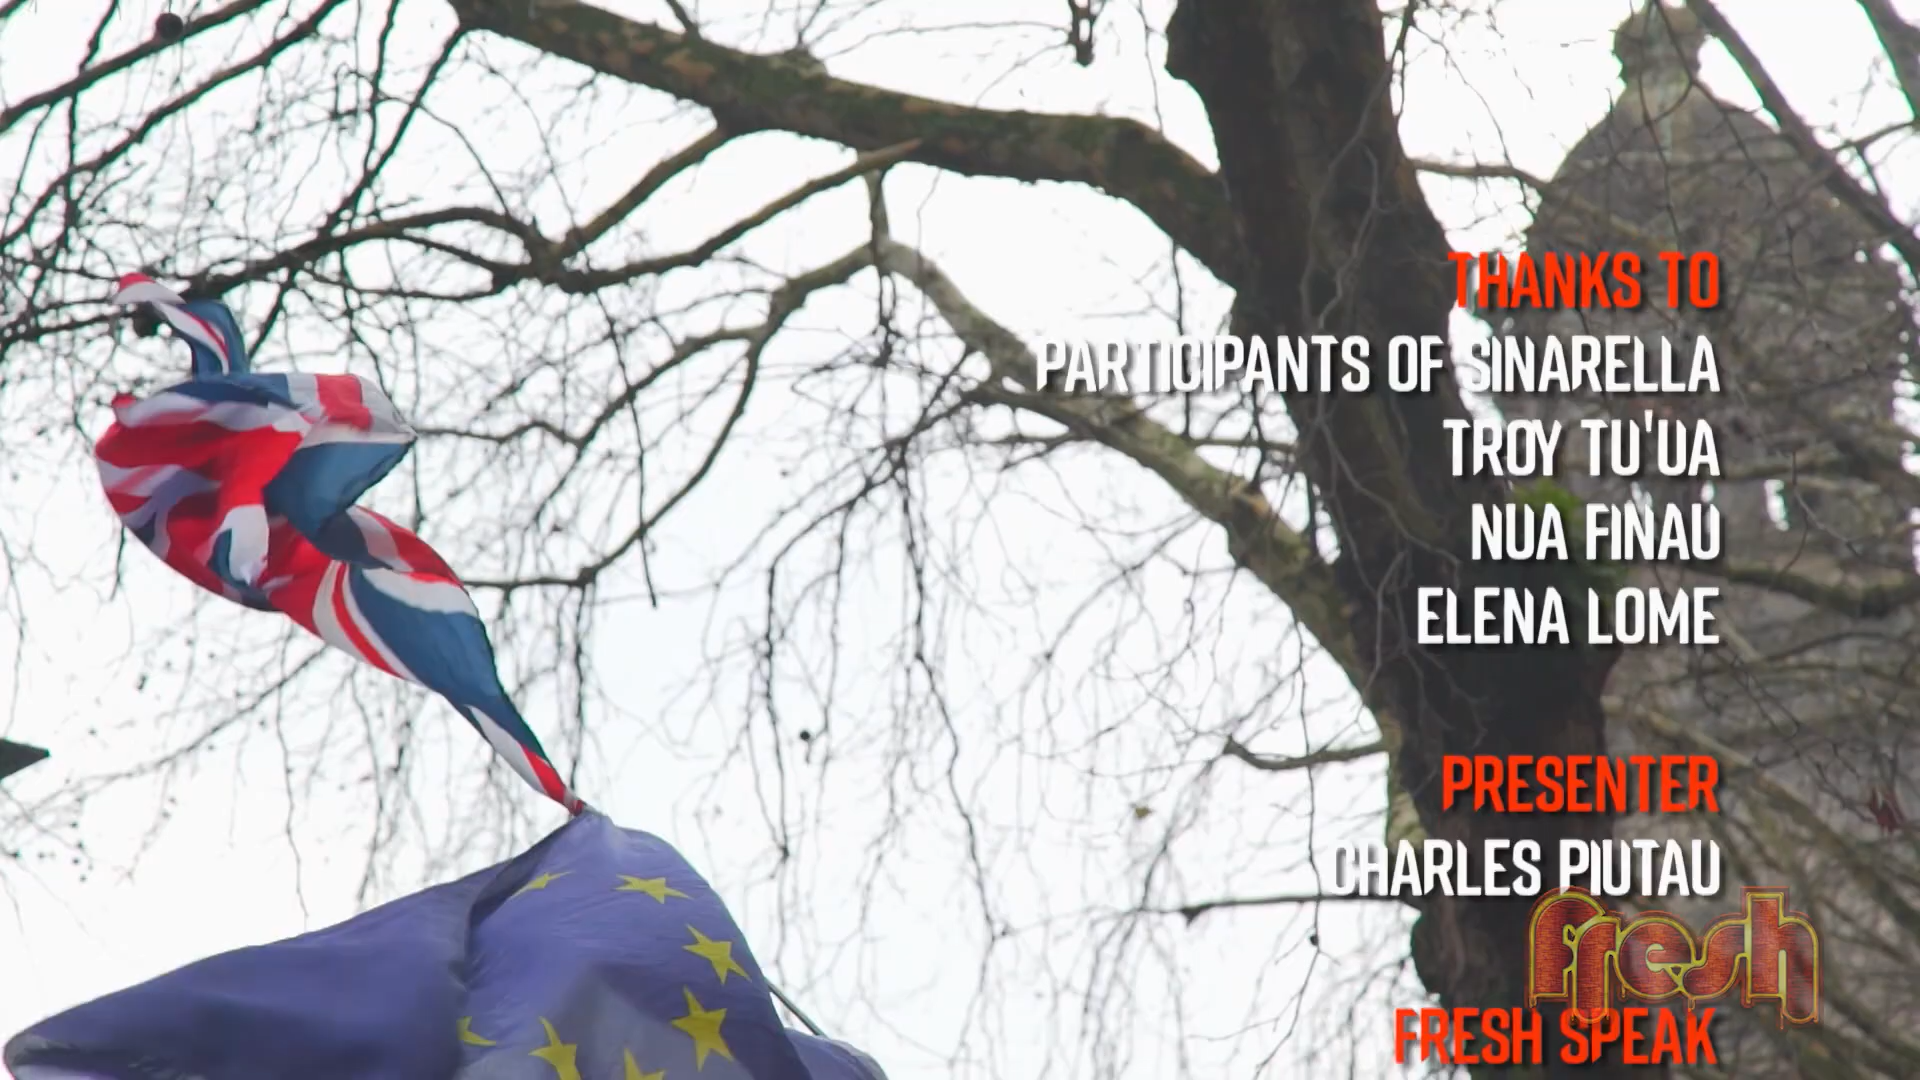 THANKS TO
PARTICIPANTS OF SINARELLA
TROY TU'UA
NUA FINAU
ELENA LOME
PRESENTER
CHARLES PIUTAU
fresh
FRESH SPEAK